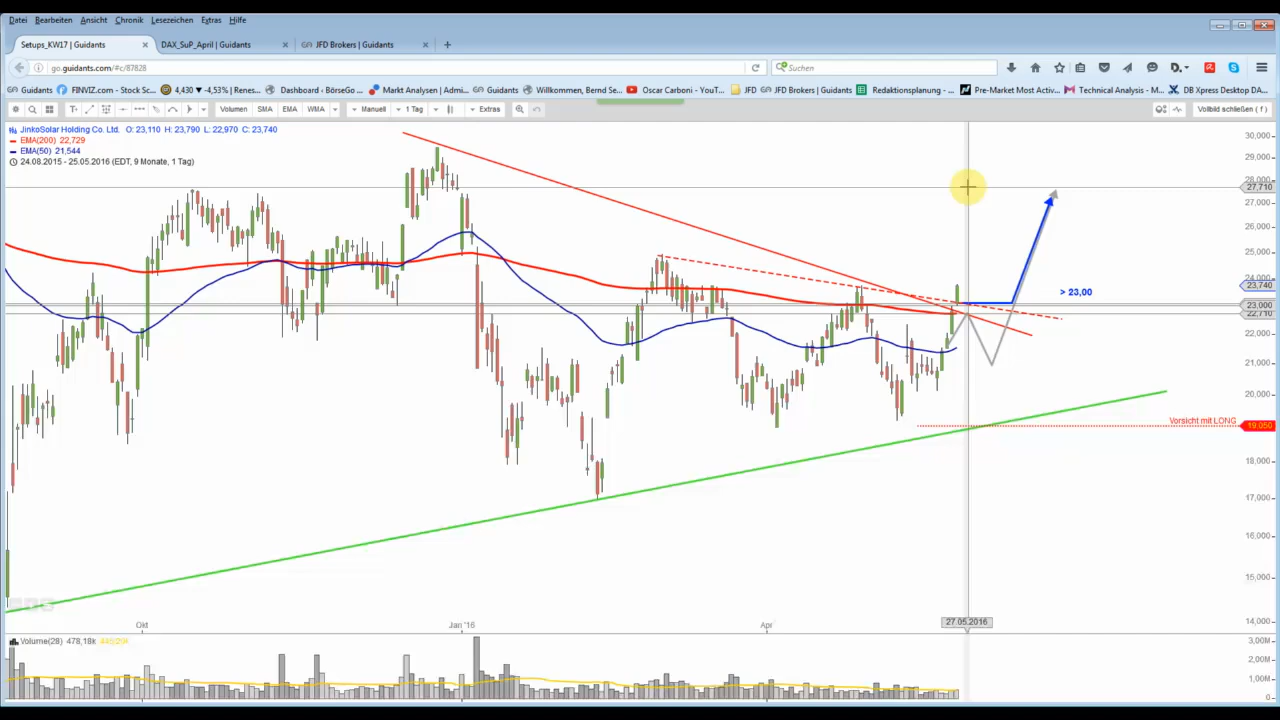 Datei Bearbeiten Ansicht Chronik Lesezeichen Extras Hilfe
Setups_KW17 | Guidants DAX_SuP_April | Guidants JFD Brokers | Guidants
go.guidants.com/#c/87828 Suchen
Guidants FINVIZ.com - Stock Sc... 4,430 ▼ -4,53% | Renes... Dashboard ‹ BörseGo ... Markt Analysen | Admir... Guidants Willkommen, Bernd Se... Oscar Carboni - YouT... JFD JFD Brokers | Guidants Redaktionsplanung - ... Pre-Market Most Activ... Technical Analysis - M... DB Xpress Desktop DA...
Volumen SMA EMA WMA Manuell 1 Tag Extras Vollbild schließen ( f )
JinkoSolar Holding Co. Ltd. O: 23,110 H: 23,790 L: 22,970 C: 23,740
EMA(200) 22,729
EMA(50) 21,544
24.08.2015 - 25.05.2016 (EDT, 9 Monate, 1 Tag)
30,000
29,000
28,000
27,710
27,000
26,000
25,000
24,000
23,740
> 23,00
23,000
22,710
22,000
21,000
20,000
Vorsicht mit LONG 19,050
18,000
17,000
16,000
15,000
14,000
Okt Jan '16 Apr 27.05.2016
Volume(28) 478,18k
3,00M
2,00M
1,00M
0